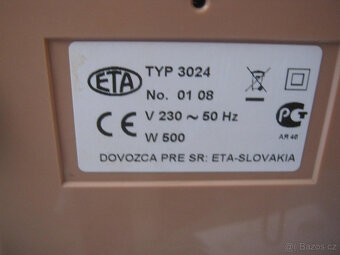 ETA TYP 3024
No. 01 08
CE V 230 ~ 50 Hz
W 500
PG
AR 46
DOVOZCA PRE SR: ETA-SLOVAKIA
© Bazos.cz